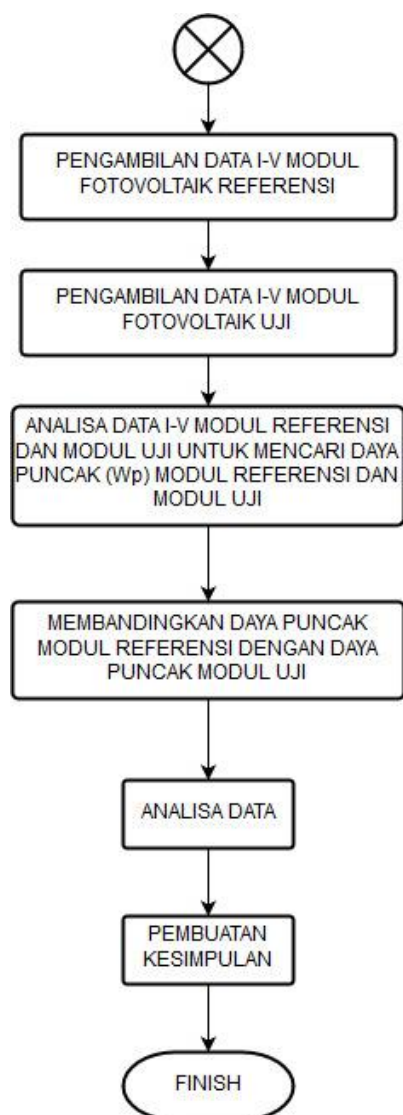 PENGAMBILAN DATA I-V MODUL
FOTOVOLTAIK REFERENSI
PENGAMBILAN DATA I-V MODUL
FOTOVOLTAIK UJI
ANALISA DATA I-V MODUL REFERENSI
DAN MODUL UJI UNTUK MENCARI DAYA
PUNCAK (Wp) MODUL REFERENSI DAN
MODUL UJI
MEMBANDINGKAN DAYA PUNCAK
MODUL REFERENSI DENGAN DAYA
PUNCAK MODUL UJI
ANALISA DATA
PEMBUATAN
KESIMPULAN
FINISH